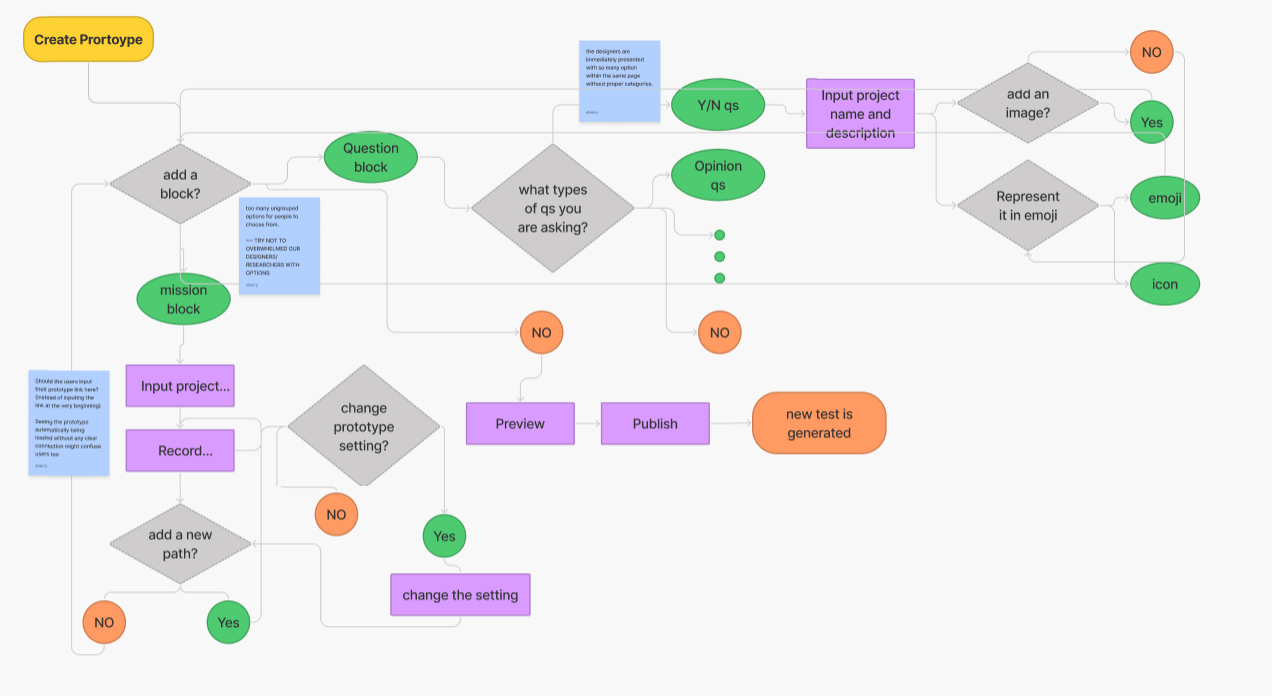 Create Prortoype
the designers are
immediately presented
with so many option
within the same page
without proper categories.
sherry
Y/N qs
Input project
name and
description
add an
image?
NO
Yes
Question
block
add a
block?
what types
of qs you
are asking?
Opinion
qs
Represent
it in emoji
emoji
icon
too many ungrouped
options for people to
choose from.
~~ TRY NOT TO
OVERWHELMED OUR
DESIGNERS/
RESEARCHERS WITH
OPTIONS
sherry
mission
block
NO
NO
Should the users input
their prototype link here?
(instead of inputing the
link at the very beginning)
Seeing the prototype
automatically being
loaded without any clear
connection might confuse
users too
sherry
Input project...
Record...
change
prototype
setting?
Preview
Publish
new test is
generated
NO
Yes
add a new
path?
change the setting
NO
Yes